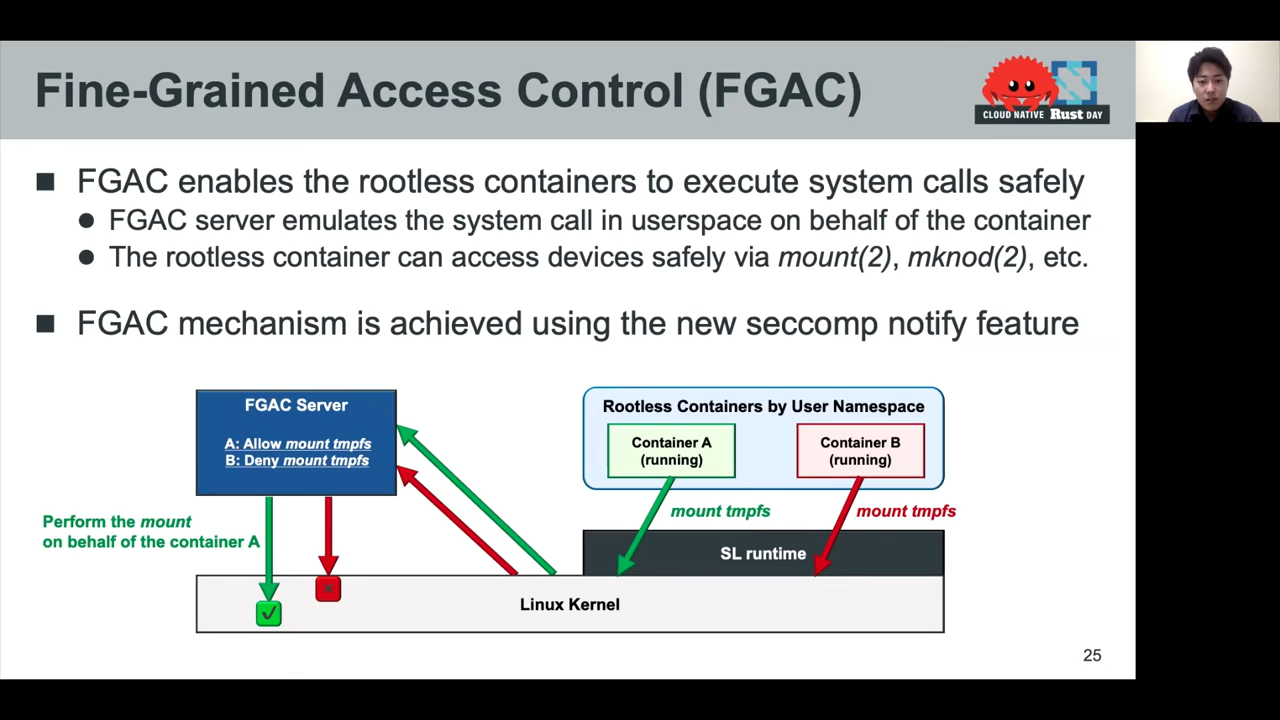 Fine-Grained Access Control (FGAC)
CLOUD NATIVE Rust DAY
FGAC enables the rootless containers to execute system calls safely
FGAC server emulates the system call in userspace on behalf of the container
The rootless container can access devices safely via mount(2), mknod(2), etc.
FGAC mechanism is achieved using the new seccomp notify feature
FGAC Server
A: Allow mount tmpfs
B: Deny mount tmpfs
Rootless Containers by User Namespace
Container A
(running)
Container B
(running)
mount tmpfs
mount tmpfs
Perform the mount
on behalf of the container A
SL runtime
Linux Kernel
25